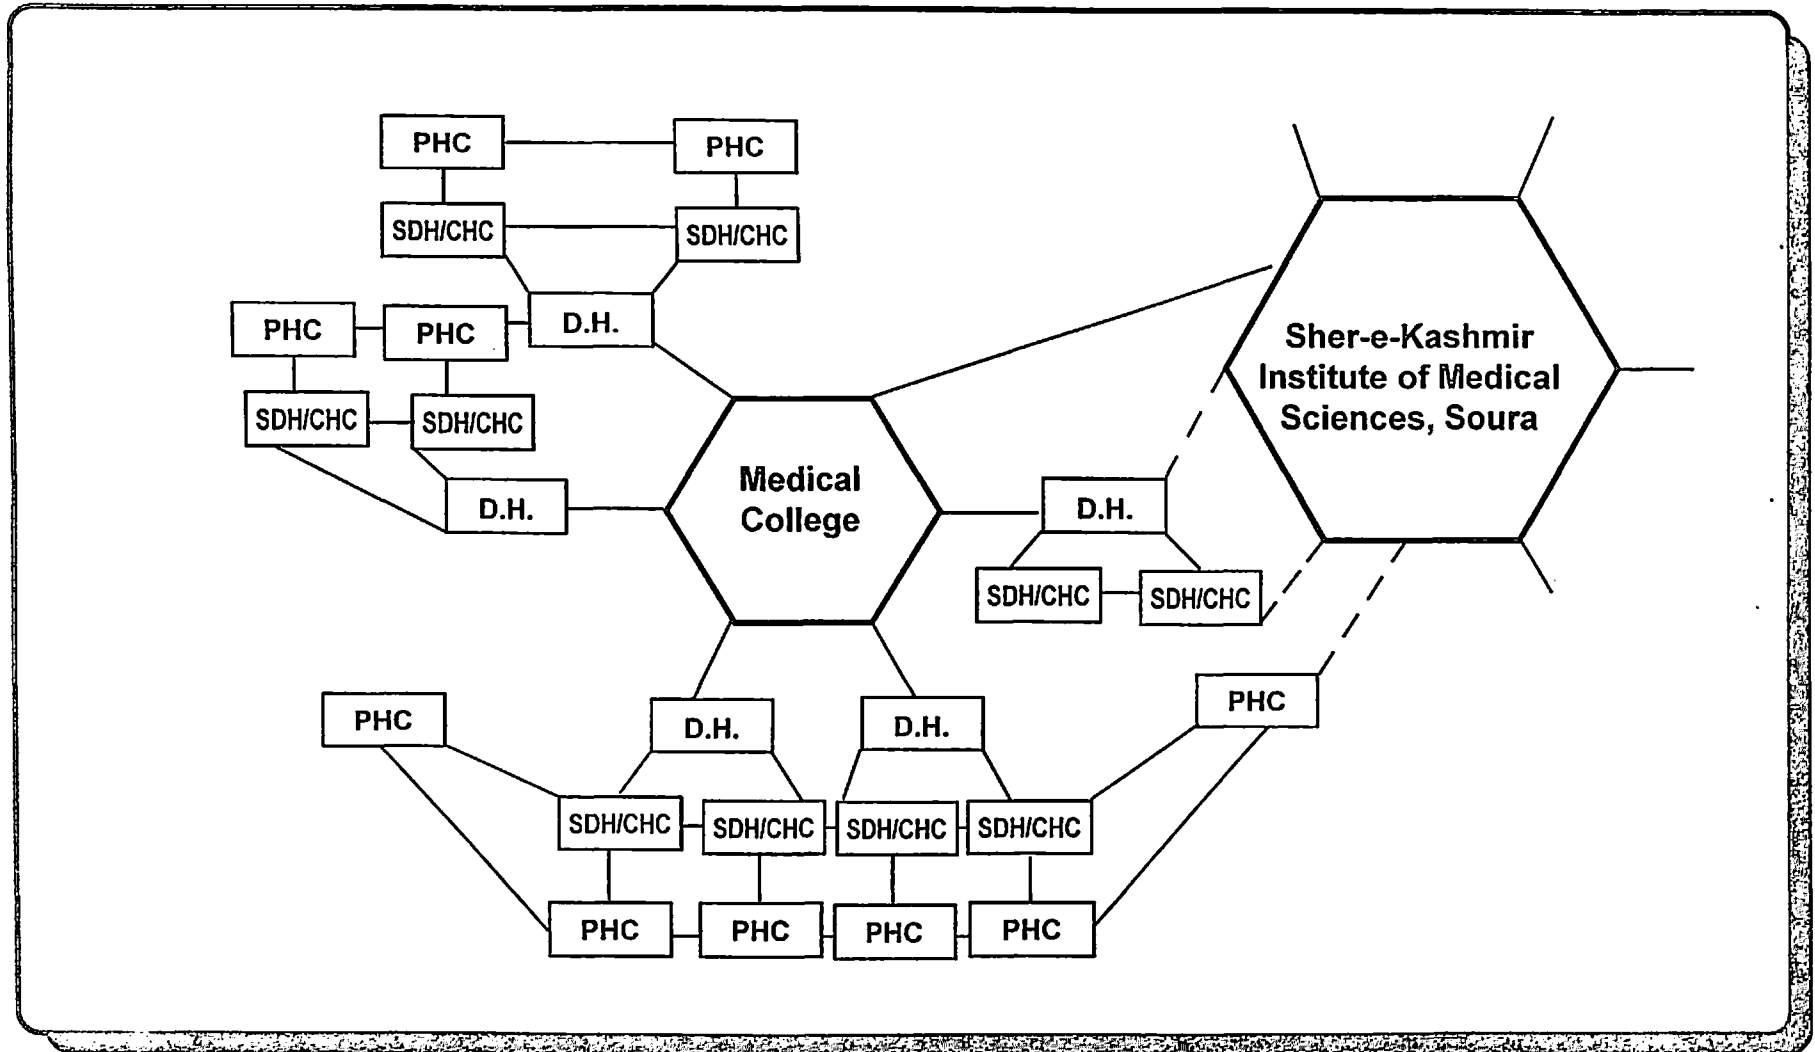 PHC
PHC
SDH/CHC
SDH/CHC
D.H.
PHC
PHC
SDH/CHC
SDH/CHC
D.H.
Medical
College
Sher-e-Kashmir
Institute of Medical
Sciences, Soura
D.H.
SDH/CHC
SDH/CHC
PHC
D.H.
D.H.
PHC
SDH/CHC
SDH/CHC
SDH/CHC
SDH/CHC
PHC
PHC
PHC
PHC